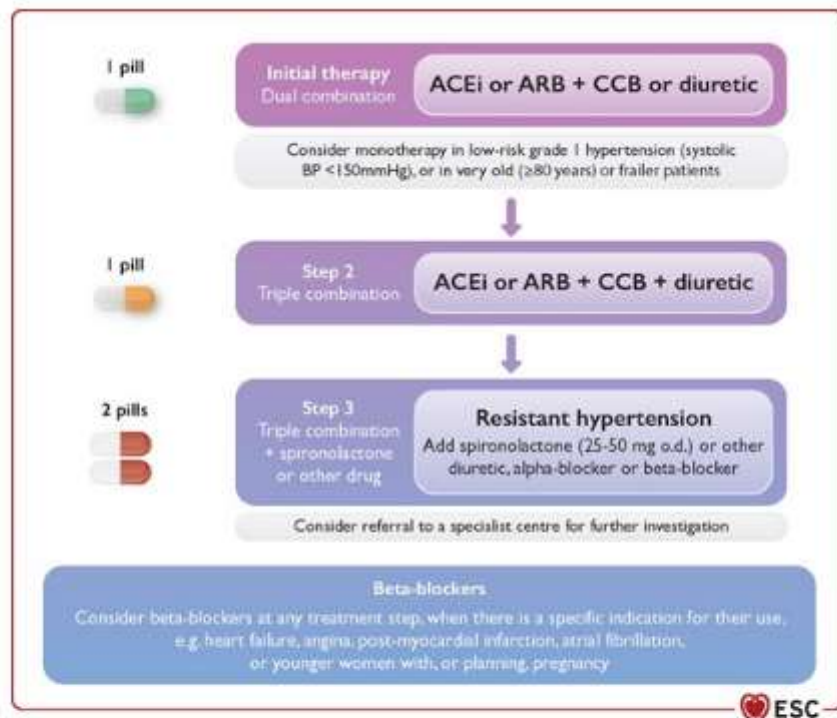 1 pill
Initial therapy
Dual combination
ACEi or ARB + CCB or diuretic
Consider monotherapy in low-risk grade 1 hypertension (systolic
BP <150mmHg), or in very old (≥80 years) or frailer patients
1 pill
Step 2
Triple combination
ACEi or ARB + CCB + diuretic
2 pills
Step 3
Triple combination
+ spironolactone
or other drug
Resistant hypertension
Add spironolactone (25-50 mg o.d.) or other
diuretic, alpha-blocker or beta-blocker
Consider referral to a specialist centre for further investigation
Beta-blockers
Consider beta-blockers at any treatment step, when there is a specific indication for their use,
e.g. heart failure, angina, post-myocardial infarction, atrial fibrillation,
or younger women with, or planning, pregnancy
ESC